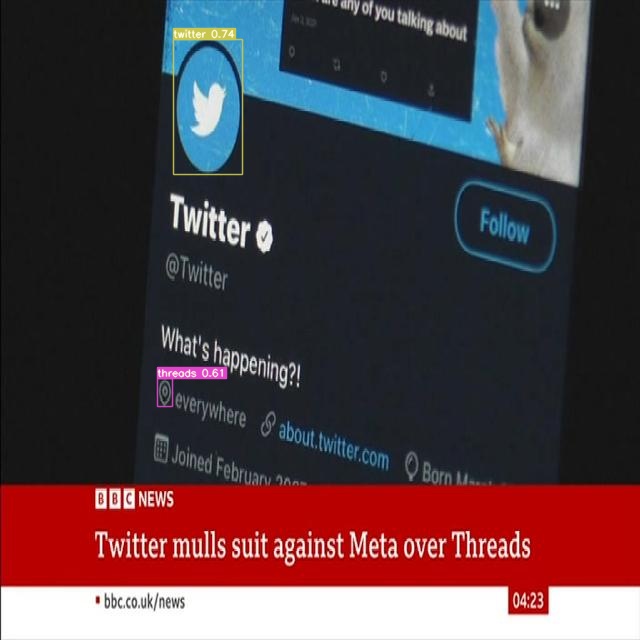 are any of you talking about
twitter 0.74
Twitter
Follow
@Twitter
What's happening?!
threads 0.61
everywhere
about.twitter.com
Joined February
Born
BBC NEWS
Twitter mulls suit against Meta over Threads
bbc.co.uk/news
04:23